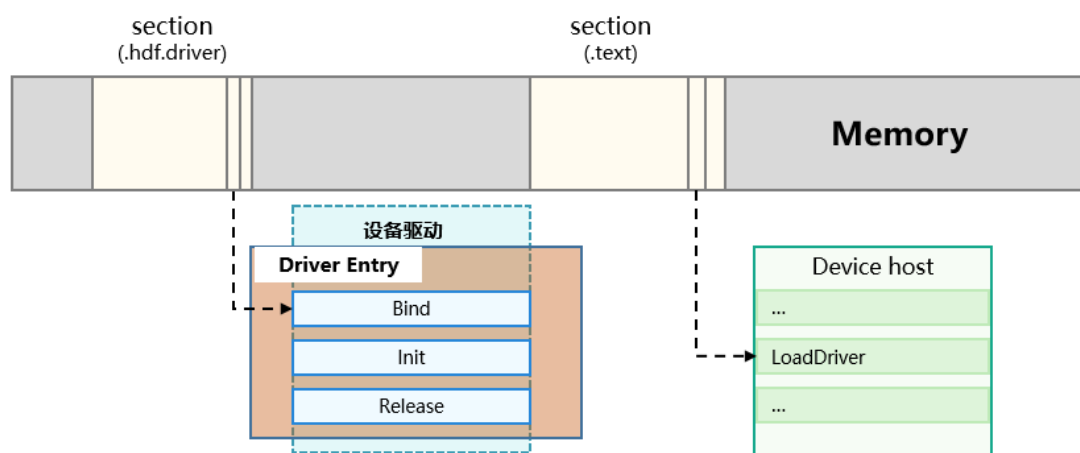 section
(.hdf.driver)
section
(.text)
Memory
设备驱动
Driver Entry
Bind
Init
Release
Device host
...
LoadDriver
...